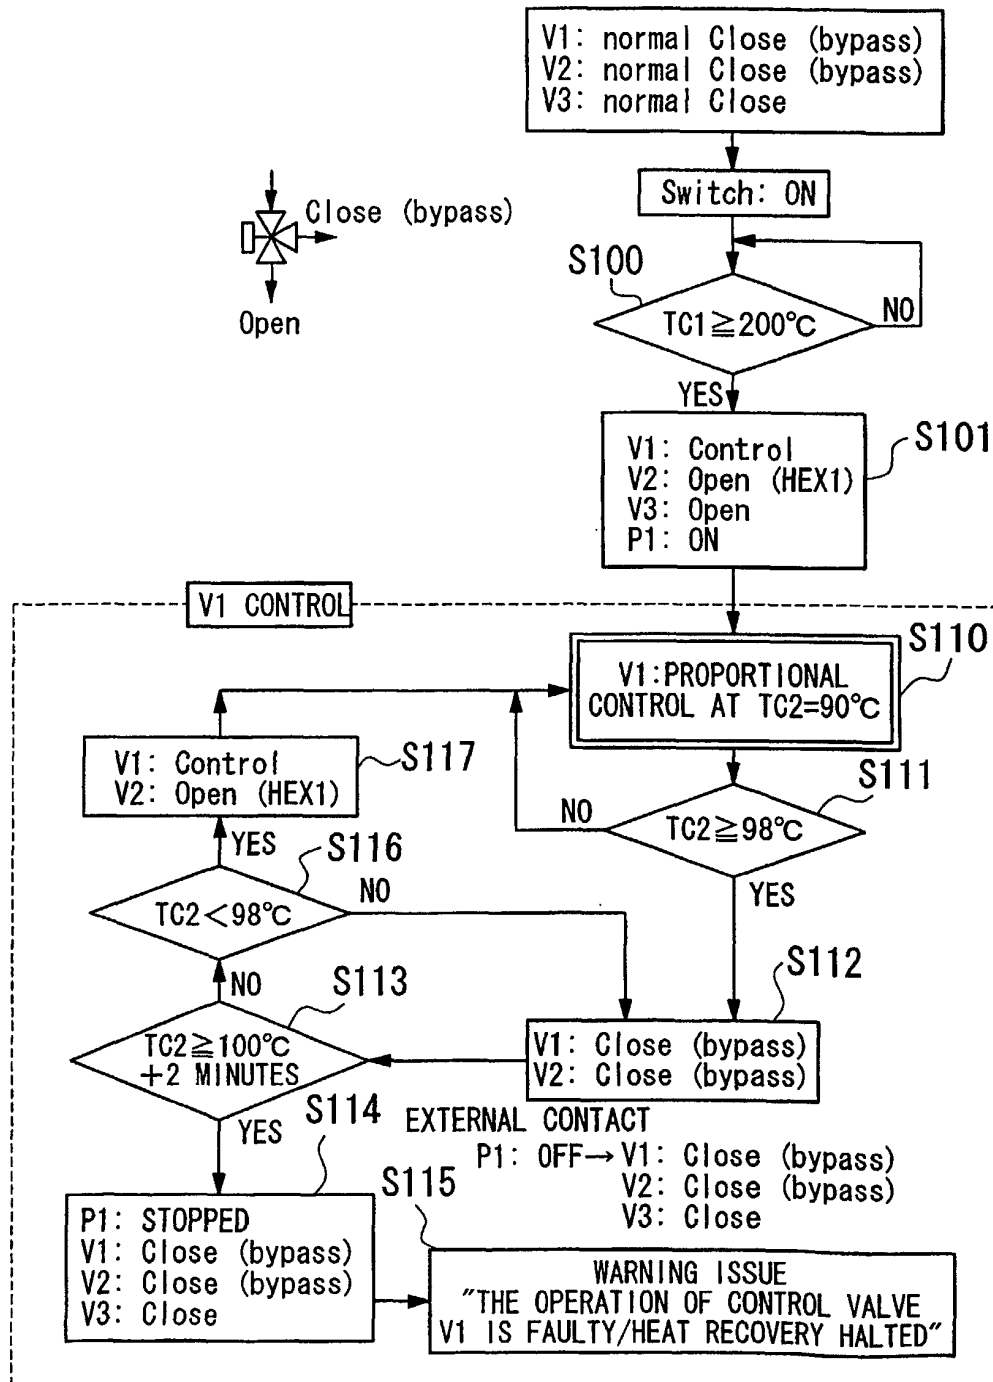 V1: normal Close (bypass)
V2: normal Close (bypass)
V3: normal Close
Switch: ON
Close (bypass)
Open
S100
TC1≧200℃
NO
YES
S101
V1: Control
V2: Open (HEX1)
V3: Open
P1: ON
V1 CONTROL
S110
V1:PROPORTIONAL
CONTROL AT TC2=90℃
S117
V1: Control
V2: Open (HEX1)
S111
TC2≧98℃
NO
YES
YES
S116
TC2<98℃
NO
S112
V1: Close (bypass)
V2: Close (bypass)
NO
S113
TC2≧100℃
+2 MINUTES
YES
S114
EXTERNAL CONTACT
P1: OFF→V1: Close (bypass)
V2: Close (bypass)
V3: Close
P1: STOPPED
V1: Close (bypass)
V2: Close (bypass)
V3: Close
S115
WARNING ISSUE
"THE OPERATION OF CONTROL VALVE
V1 IS FAULTY/HEAT RECOVERY HALTED"